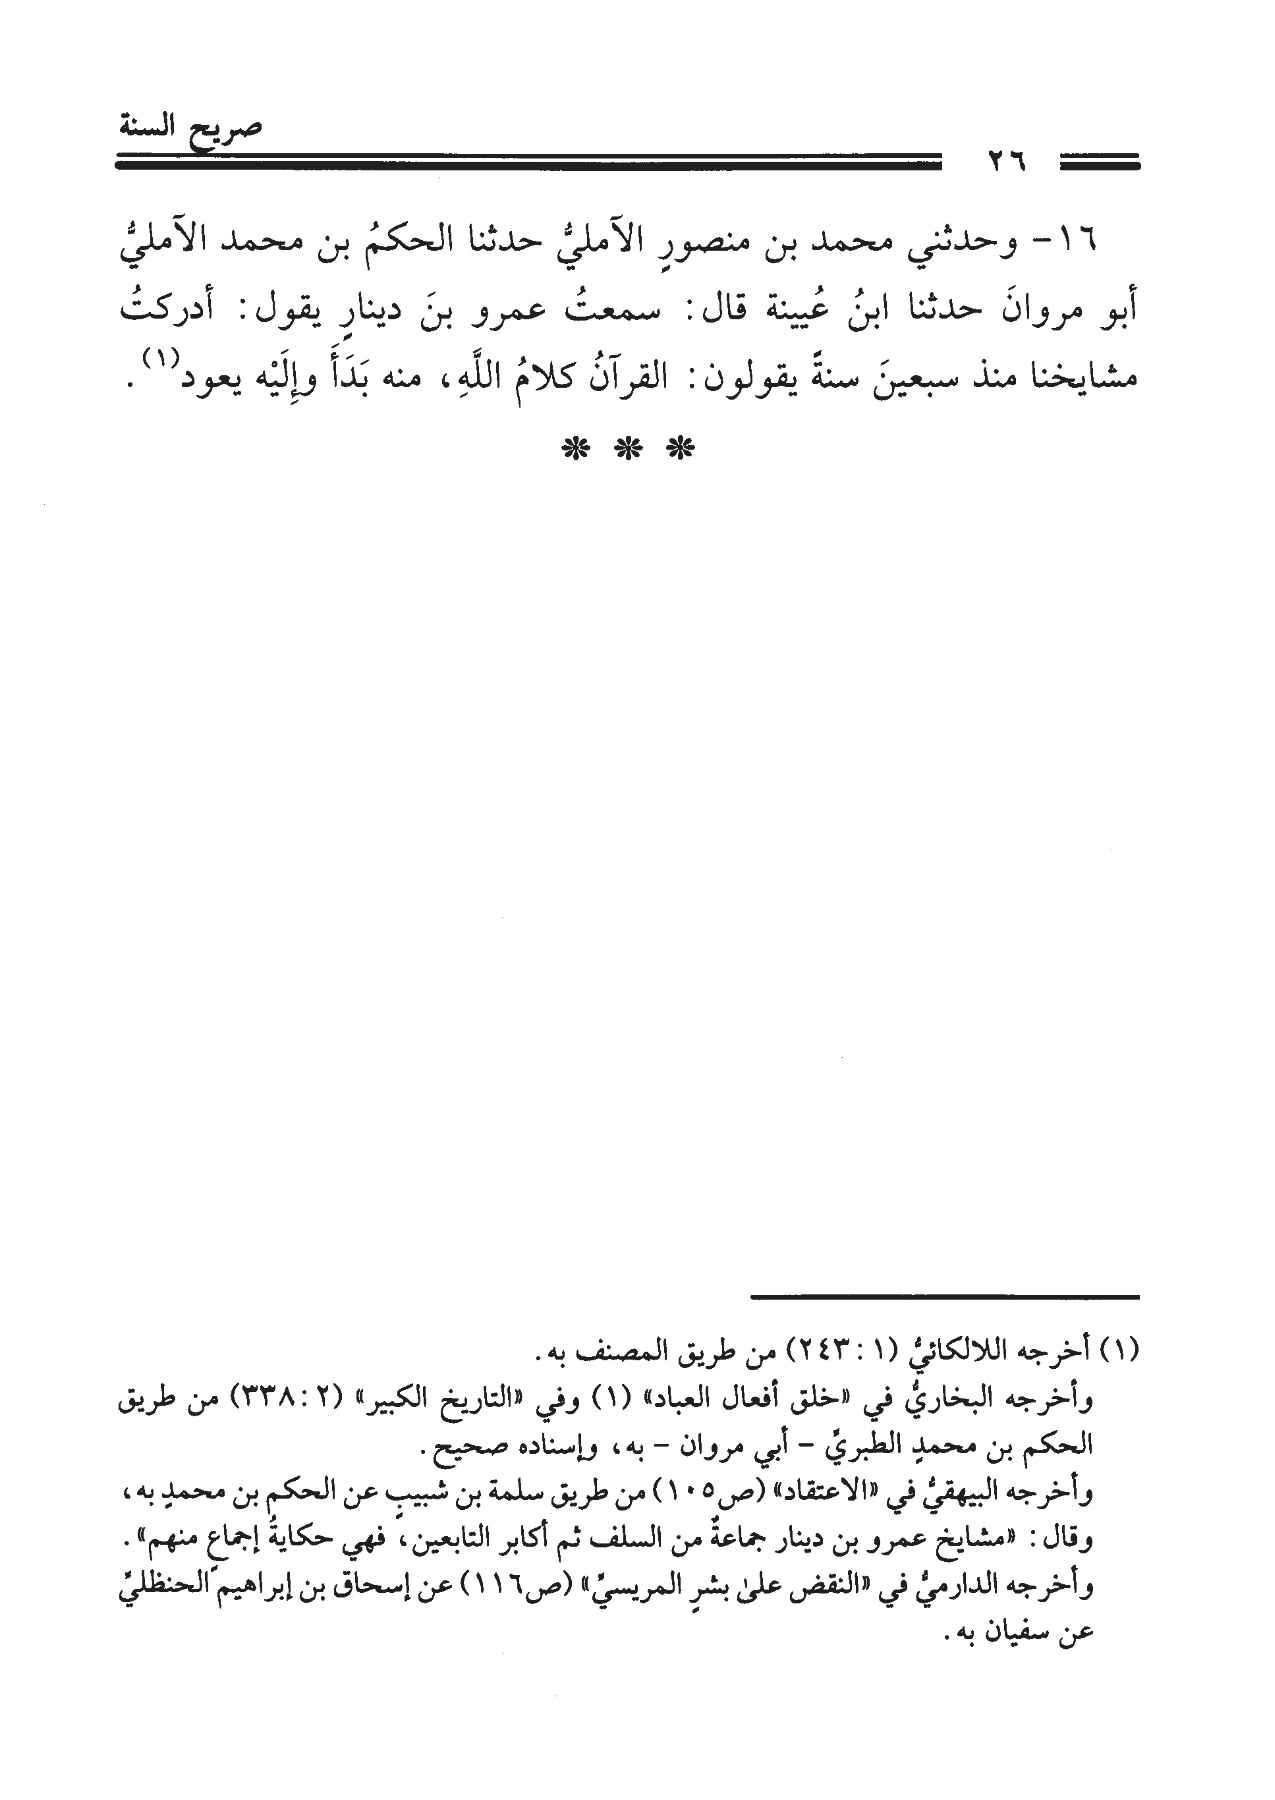 صريح السنة
٢٦
١٦- وحدثني محمد بن منصورٍ الآمليُّ حدثنا الحكمُ بن محمد الآمليُّ
أبو مروانَ حدثنا ابنُ عُيينة قال: سمعتُ عمرو بنَ دينارٍ يقول: أدركتُ
مشايخنا منذ سبعينَ سنةً يقولون: القرآنُ كلامُ اللَّهِ، منه بَدَأَ وإِلَيْه يعود(١).
❋ ❋ ❋
(١) أخرجه اللالكائيُّ (١: ٢٤٣) من طريق المصنف به.
وأخرجه البخاريُّ في «خلق أفعال العباد» (١) وفي «التاريخ الكبير» (٢: ٣٣٨) من طريق
الحكم بن محمدٍ الطبريِّ - أبي مروان - به، وإسناده صحيح.
وأخرجه البيهقيُّ في «الاعتقاد» (ص١٠٥) من طريق سلمة بن شبيبٍ عن الحكم بن محمدٍ به،
وقال: «مشايخ عمرو بن دينار جماعةٌ من السلف ثم أكابر التابعين، فهي حكايةُ إجماعٍ منهم».
وأخرجه الدارميُّ في «النقض علىٰ بشرٍ المريسيِّ» (ص١١٦) عن إسحاق بن إبراهيم الحنظليِّ
عن سفيان به.